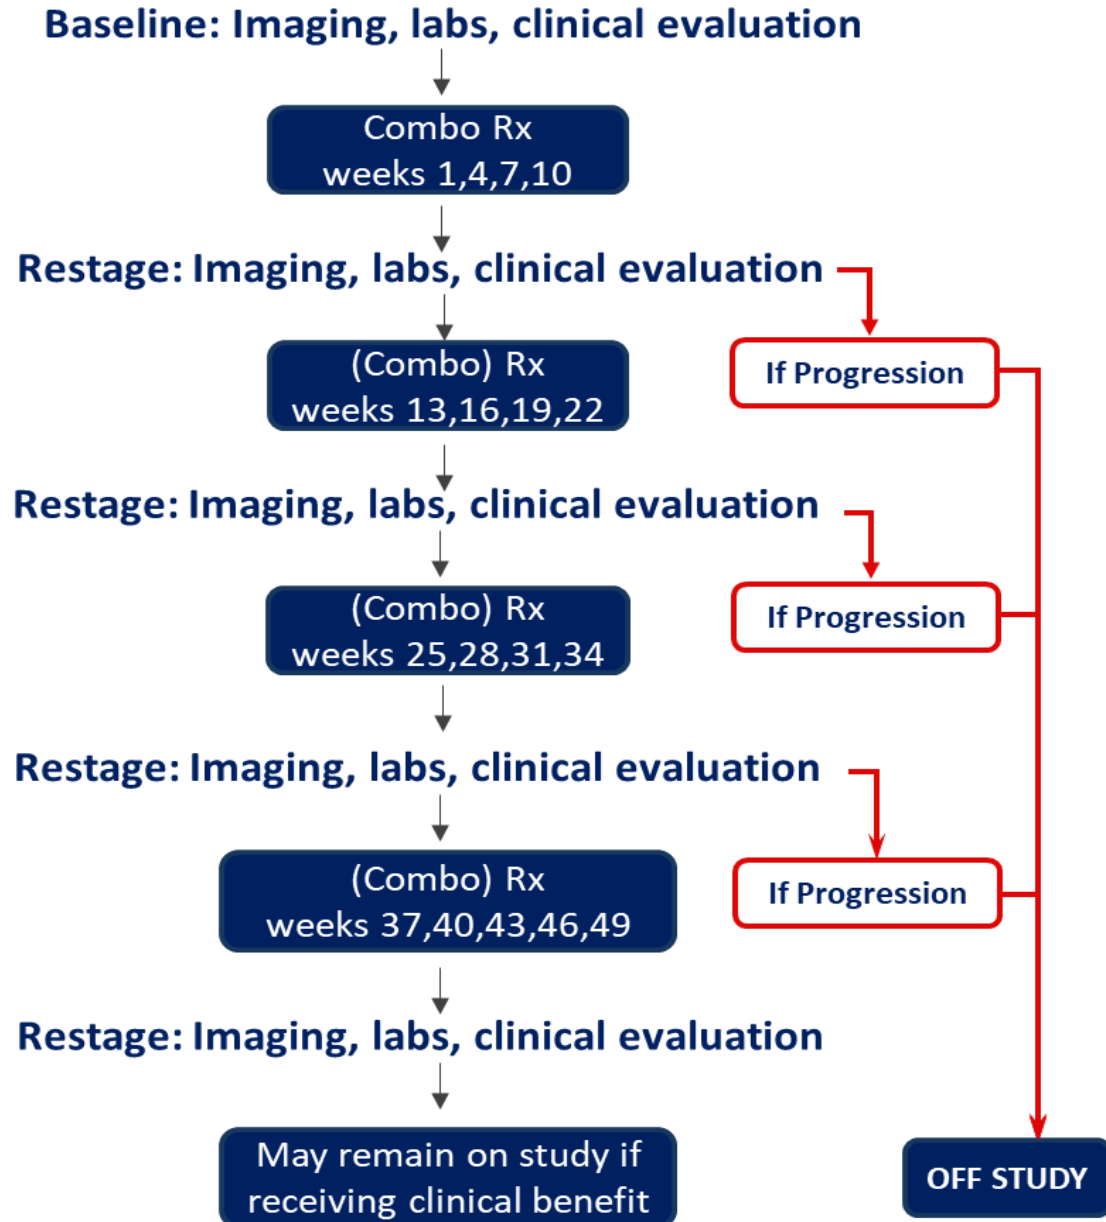 Baseline: Imaging, labs, clinical evaluation
Combo Rx
weeks 1,4,7,10
Restage: Imaging, labs, clinical evaluation
(Combo) Rx
weeks 13,16,19,22
If Progression
Restage: Imaging, labs, clinical evaluation
(Combo) Rx
weeks 25,28,31,34
If Progression
Restage: Imaging, labs, clinical evaluation
(Combo) Rx
weeks 37,40,43,46,49
If Progression
Restage: Imaging, labs, clinical evaluation
May remain on study if
receiving clinical benefit
OFF STUDY